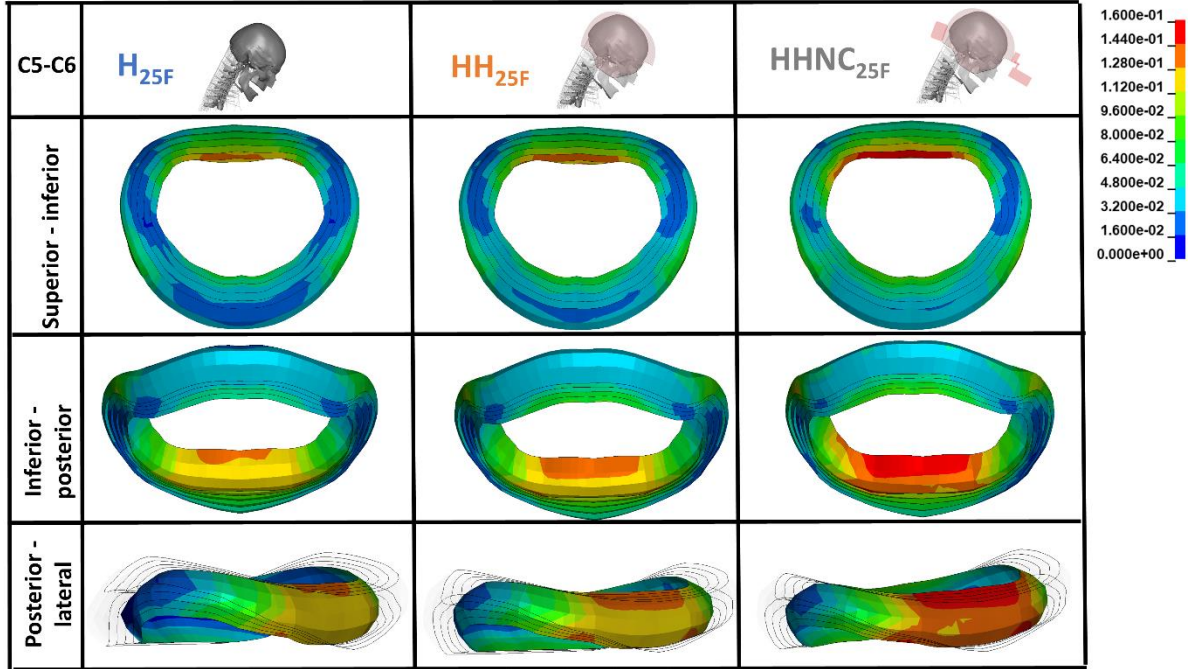 C5-C6
H25F
HH25F
HHNC25F
Superior - inferior
Inferior -
posterior
Posterior -
lateral
1.600e-01
1.440e-01
1.280e-01
1.120e-01
9.600e-02
8.000e-02
6.400e-02
4.800e-02
3.200e-02
1.600e-02
0.000e+00